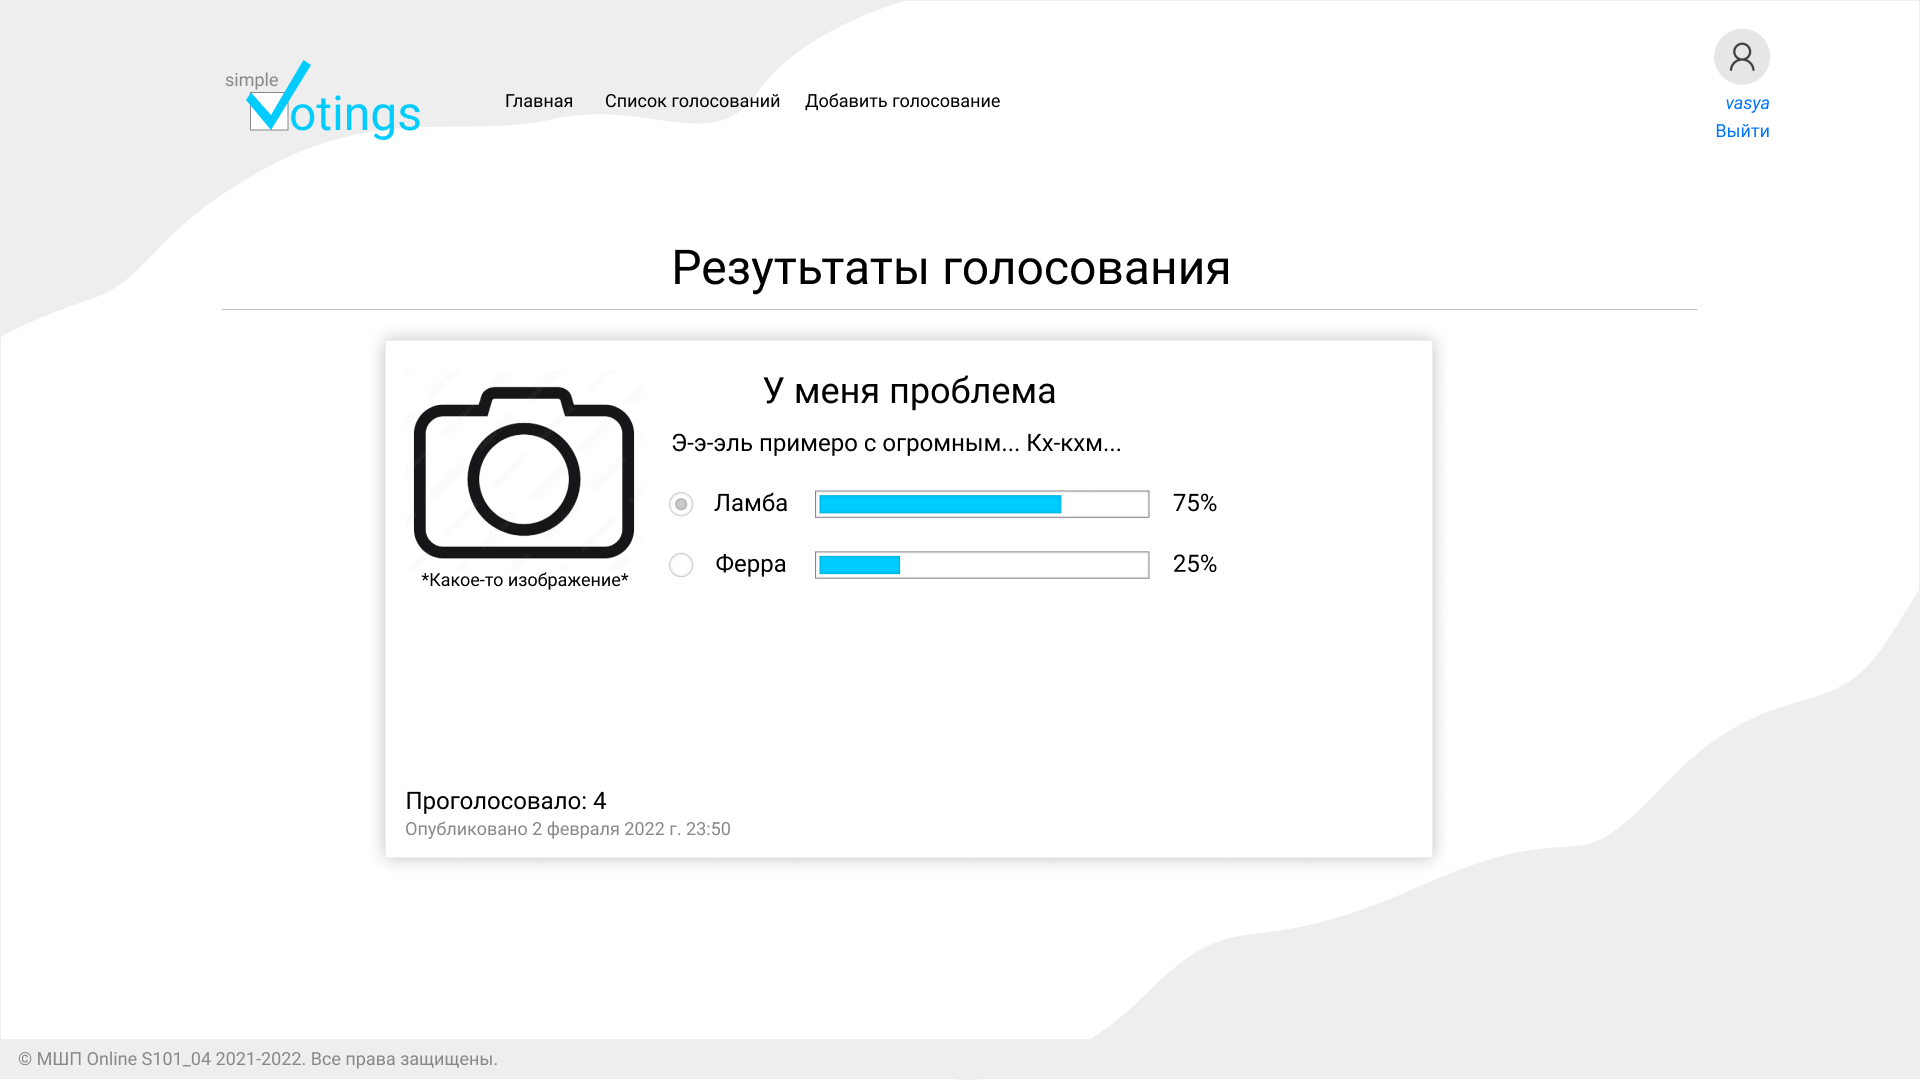 simple
Votings
Главная Список голосований Добавить голосование
vasya
Выйти
Резутьтаты голосования
У меня проблема
Э-э-эль примеро с огромным... Кх-кхм...
Ламба 75%
Ферра 25%
*Какое-то изображение*
Проголосовало: 4
Опубликовано 2 февраля 2022 г. 23:50
© МШП Online S101_04 2021-2022. Все права защищены.